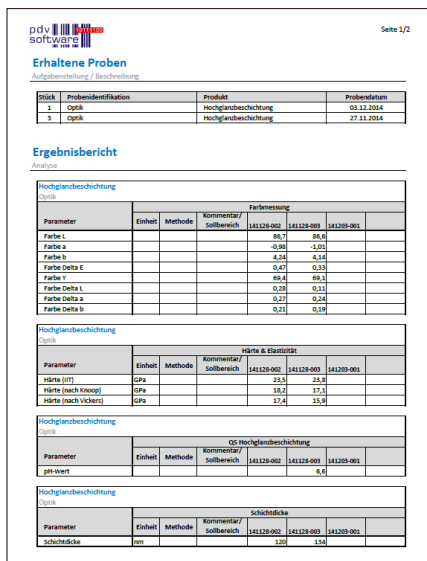 pdv
software
Seite 1/2
Erhaltene Proben
Aufgabenstellung / Beschreibung
Stück Probenidentifikation Produkt Probendatum
1 Optik Hochglanzbeschichtung 03.12.2014
3 Optik Hochglanzbeschichtung 27.11.2014
Ergebnisbericht
Analyse
Hochglanzbeschichtung
Optik
Farbmessung
Parameter Einheit Methode Kommentar/ Sollbereich 141128-002 141128-003 141203-001
Farbe L 86,7 86,6
Farbe a -0,98 -1,01
Farbe b 4,24 4,14
Farbe Delta E 0,47 0,33
Farbe Y 69,4 69,1
Farbe Delta L 0,28 0,11
Farbe Delta a 0,27 0,24
Farbe Delta b 0,21 0,19
Hochglanzbeschichtung
Optik
Härte & Elastizität
Parameter Einheit Methode Kommentar/ Sollbereich 141128-002 141128-003 141203-001
Härte (IIT) GPa 23,5 23,8
Härte (nach Knoop) GPa 18,2 17,1
Härte (nach Vickers) GPa 17,4 15,9
Hochglanzbeschichtung
Optik
QS Hochglanzbeschichtung
Parameter Einheit Methode Kommentar/ Sollbereich 141128-002 141128-003 141203-001
pH-Wert 6,6
Hochglanzbeschichtung
Optik
Schichtdicke
Parameter Einheit Methode Kommentar/ Sollbereich 141128-002 141128-003 141203-001
Schichtdicke nm 120 134